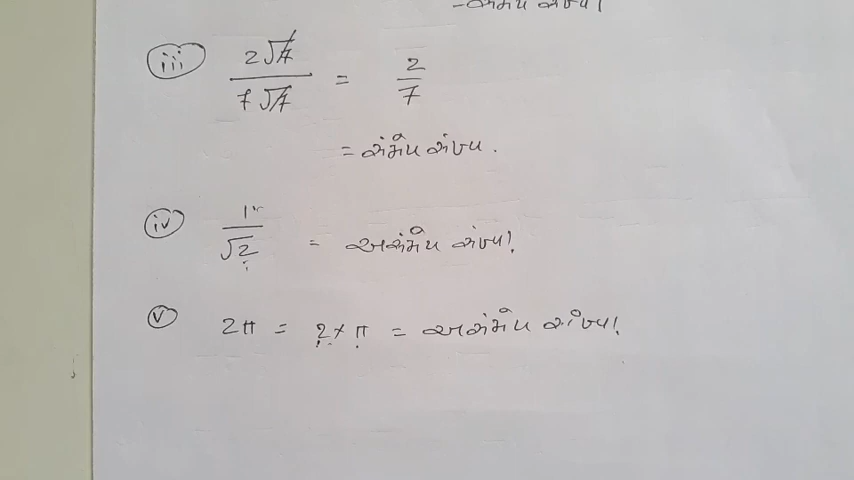 - સંમેય સંખ્યા
(iii) 2√7 / 7√7 = 2/7
= સંમેય સંખ્યા.
(iv) 1 / √2 = અસંમેય સંખ્યા.
(v) 2π = 2 × π = અસંમેય સંખ્યા.